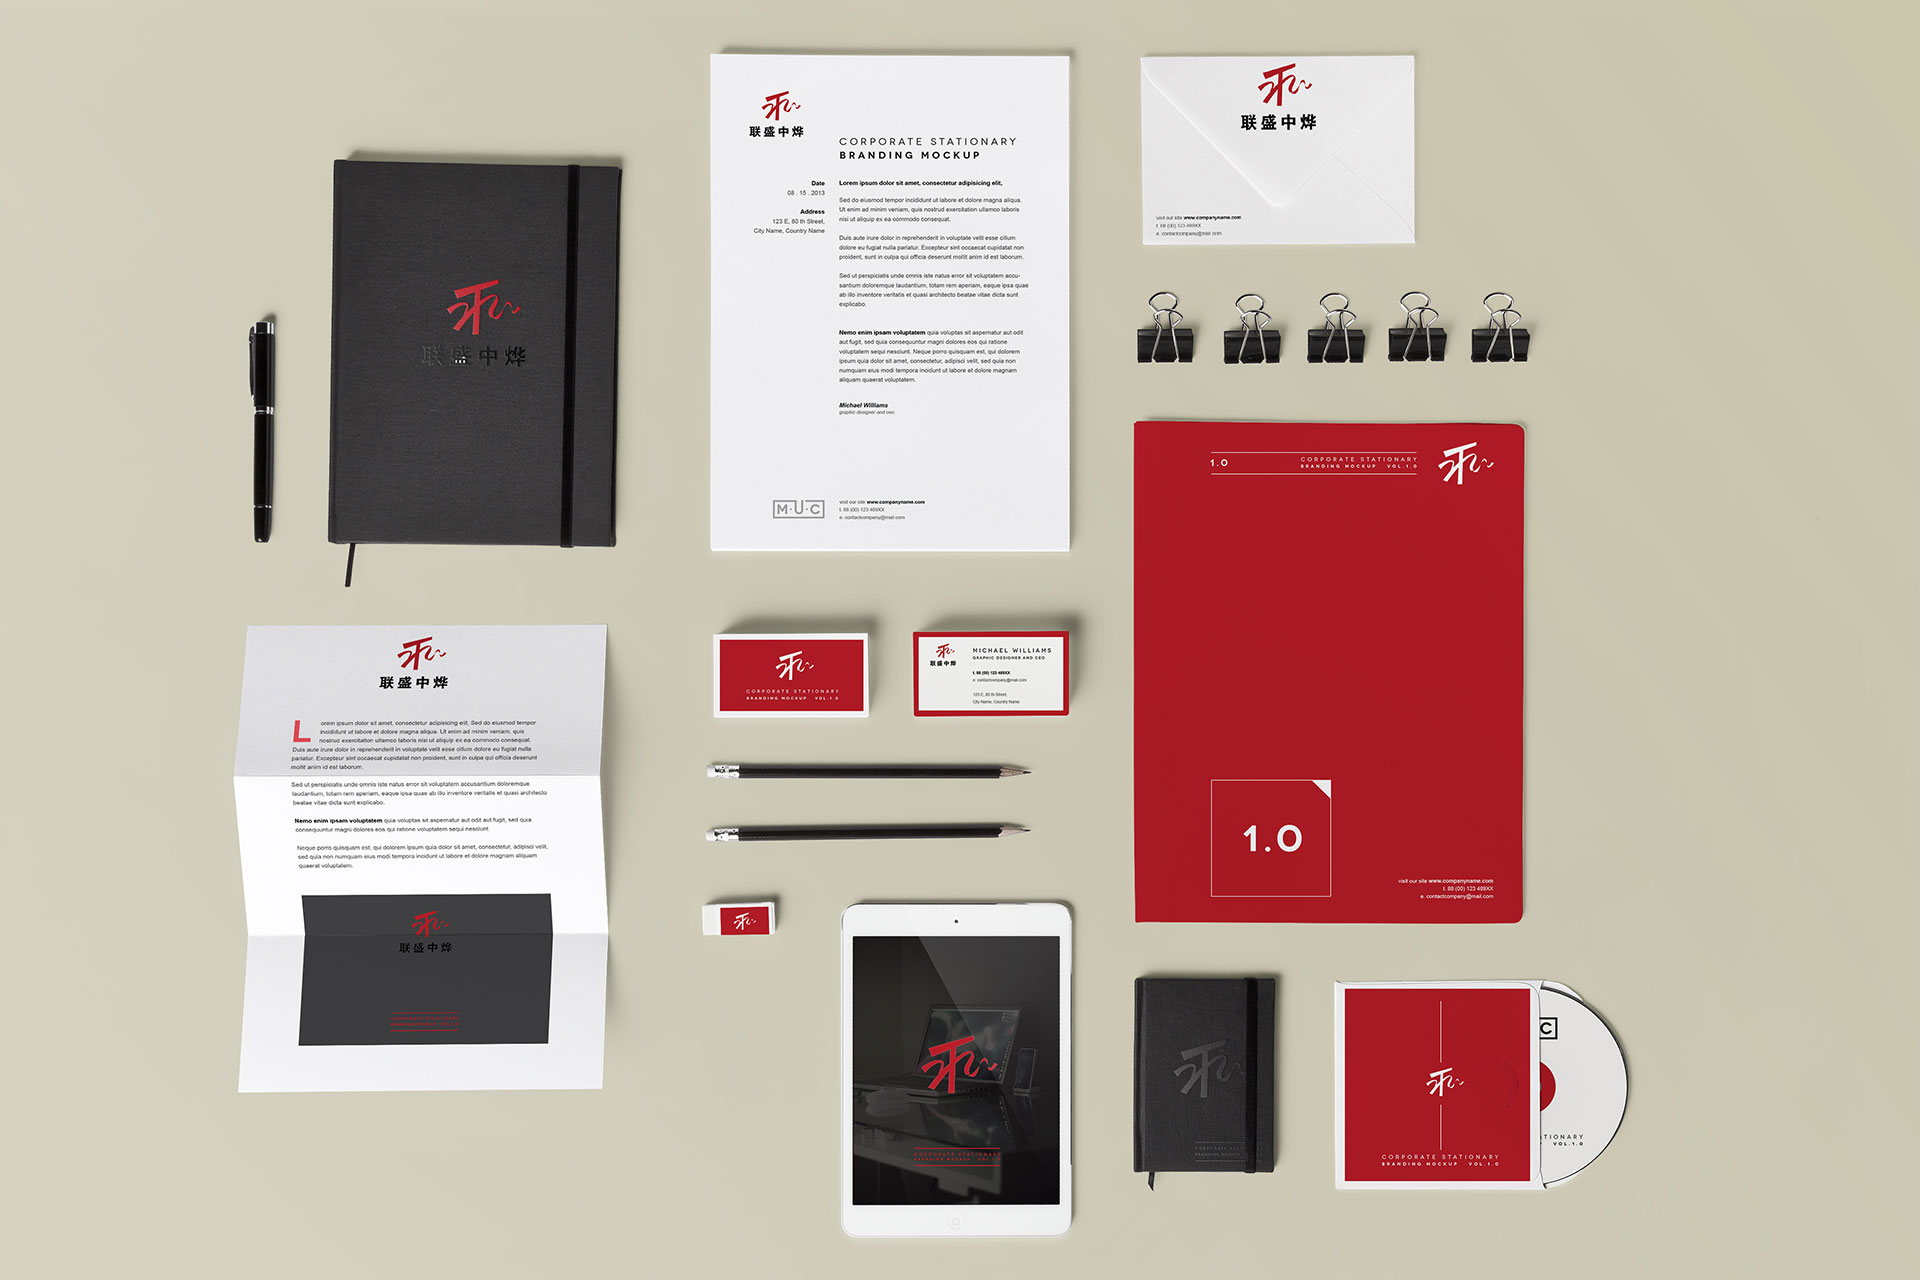 联盛中烨
联盛中烨
CORPORATE STATIONARY
BRANDING MOCKUP
Date
08 . 15 . 2013
Address
123 E, 80 th Street,
City Name, Country Name
Lorem ipsum dolor sit amet, consectetur adipisicing elit,
Sed do eiusmod tempor incididunt ut labore et dolore magna aliqua.
Ut enim ad minim veniam, quis nostrud exercitation ullamco laboris
nisi ut aliquip ex ea commodo consequat.
Duis aute irure dolor in reprehenderit in voluptate velit esse cillum
dolore eu fugiat nulla pariatur. Excepteur sint occaecat cupidatat non
proident, sunt in culpa qui officia deserunt mollit anim id est laborum.
Sed ut perspiciatis unde omnis iste natus error sit voluptatem accu-
santium doloremque laudantium, totam rem aperiam, eaque ipsa quae
ab illo inventore veritatis et quasi architecto beatae vitae dicta sunt
explicabo.
Nemo enim ipsam voluptatem quia voluptas sit aspernatur aut odit
aut fugit, sed quia consequuntur magni dolores eos qui ratione
voluptatem sequi nesciunt. Neque porro quisquam est, qui dolorem
ipsum quia dolor sit amet, consectetur, adipisci velit, sed quia non
numquam eius modi tempora incidunt ut labore et dolore magnam
aliquam quaerat voluptatem.
Michael Williams
graphic designer and ceo.
M·U·C
visit our site www.companyname.com
t. 88 (00) 123 489XX
e. contactcompany@mail.com
联盛中烨
visit our site www.companyname.com
t. 88 (00) 123 489XX
e. contactcompany@mail.com
1.0
CORPORATE STATIONARY
BRANDING MOCKUP VOL.1.0
1.0
visit our site www.companyname.com
t. 88 (00) 123 489XX
e. contactcompany@mail.com
联盛中烨
Lorem ipsum dolor sit amet, consectetur adipisicing elit, Sed do eiusmod tempor
incididunt ut labore et dolore magna aliqua. Ut enim ad minim veniam, quis
nostrud exercitation ullamco laboris nisi ut aliquip ex ea commodo consequat.
Duis aute irure dolor in reprehenderit in voluptate velit esse cillum dolore eu fugiat nulla
pariatur. Excepteur sint occaecat cupidatat non proident, sunt in culpa qui officia deserunt
mollit anim id est laborum.
Sed ut perspiciatis unde omnis iste natus error sit voluptatem accusantium doloremque
laudantium, totam rem aperiam, eaque ipsa quae ab illo inventore veritatis et quasi architecto
beatae vitae dicta sunt explicabo.
Nemo enim ipsam voluptatem quia voluptas sit aspernatur aut odit aut fugit, sed quia
consequuntur magni dolores eos qui ratione voluptatem sequi nesciunt
Neque porro quisquam est, qui dolorem ipsum quia dolor sit amet, consectetur, adipisci velit,
sed quia non numquam eius modi tempora incidunt ut labore et dolore magnam aliquam
quaerat voluptatem.
联盛中烨
CORPORATE STATIONARY
BRANDING MOCKUP VOL.1.0
CORPORATE STATIONARY
BRANDING MOCKUP VOL.1.0
联盛中烨
MICHAEL WILLIAMS
GRAPHIC DESIGNER AND CEO
t. 88 (00) 123 489XX
e. contactcompany@mail.com
123 E, 80 th Street,
City Name, Country Name
CORPORATE STATIONARY
BRANDING MOCKUP VOL.1.0
CORPORATE STATIONARY
BRANDING MOCKUP VOL.1.0
C
TIONARY
VOL.1.0